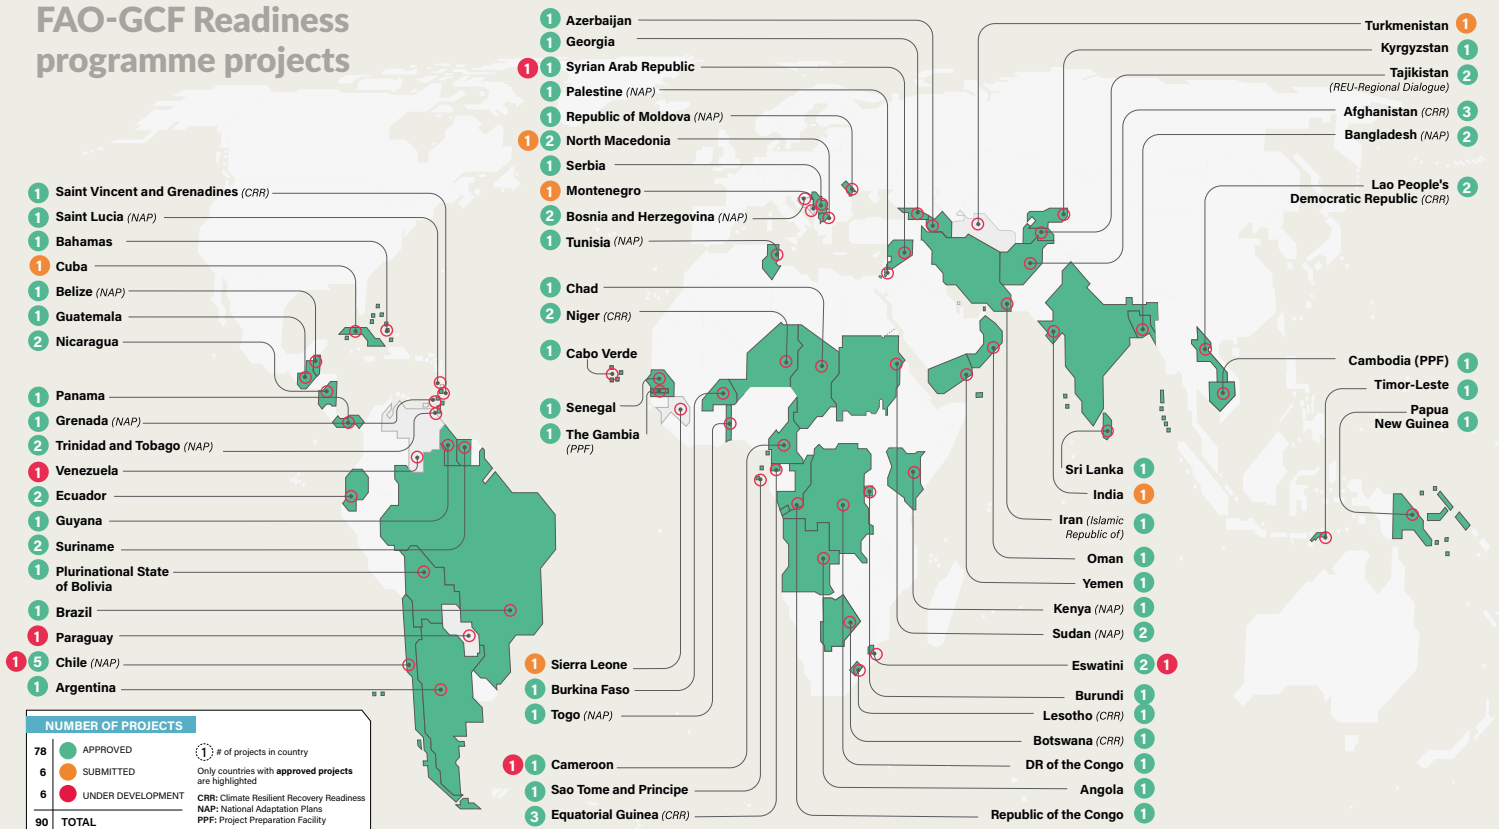 FAO-GCF Readiness
programme projects
1 Saint Vincent and Grenadines (CRR)
1 Saint Lucia (NAP)
1 Bahamas
1 Cuba
1 Belize (NAP)
1 Guatemala
2 Nicaragua
1 Panama
1 Grenada (NAP)
2 Trinidad and Tobago (NAP)
1 Venezuela
2 Ecuador
1 Guyana
2 Suriname
1 Plurinational State
of Bolivia
1 Brazil
1 Paraguay
1 5 Chile (NAP)
1 Argentina
NUMBER OF PROJECTS
78 APPROVED
6 SUBMITTED
6 UNDER DEVELOPMENT
90 TOTAL
1 # of projects in country
Only countries with approved projects
are highlighted
CRR: Climate Resilient Recovery Readiness
NAP: National Adaptation Plans
PPF: Project Preparation Facility
1 Azerbaijan
1 Georgia
1 1 Syrian Arab Republic
1 Palestine (NAP)
1 Republic of Moldova (NAP)
1 2 North Macedonia
1 Serbia
1 Montenegro
2 Bosnia and Herzegovina (NAP)
1 Tunisia (NAP)
1 Chad
2 Niger (CRR)
1 Cabo Verde
1 Senegal
1 The Gambia
(PPF)
1 Sierra Leone
1 Burkina Faso
1 Togo (NAP)
1 1 Cameroon
1 Sao Tome and Principe
3 Equatorial Guinea (CRR)
Turkmenistan 1
Kyrgyzstan 1
Tajikistan 2
(REU-Regional Dialogue)
Afghanistan (CRR) 3
Bangladesh (NAP) 2
Lao People's 2
Democratic Republic (CRR)
Cambodia (PPF) 1
Timor-Leste 1
Papua
New Guinea 1
Sri Lanka 1
India 1
Iran (Islamic 1
Republic of)
Oman 1
Yemen 1
Kenya (NAP) 1
Sudan (NAP) 2
Eswatini 2 1
Burundi 1
Lesotho (CRR) 1
Botswana (CRR) 1
DR of the Congo 1
Angola 1
Republic of the Congo 1